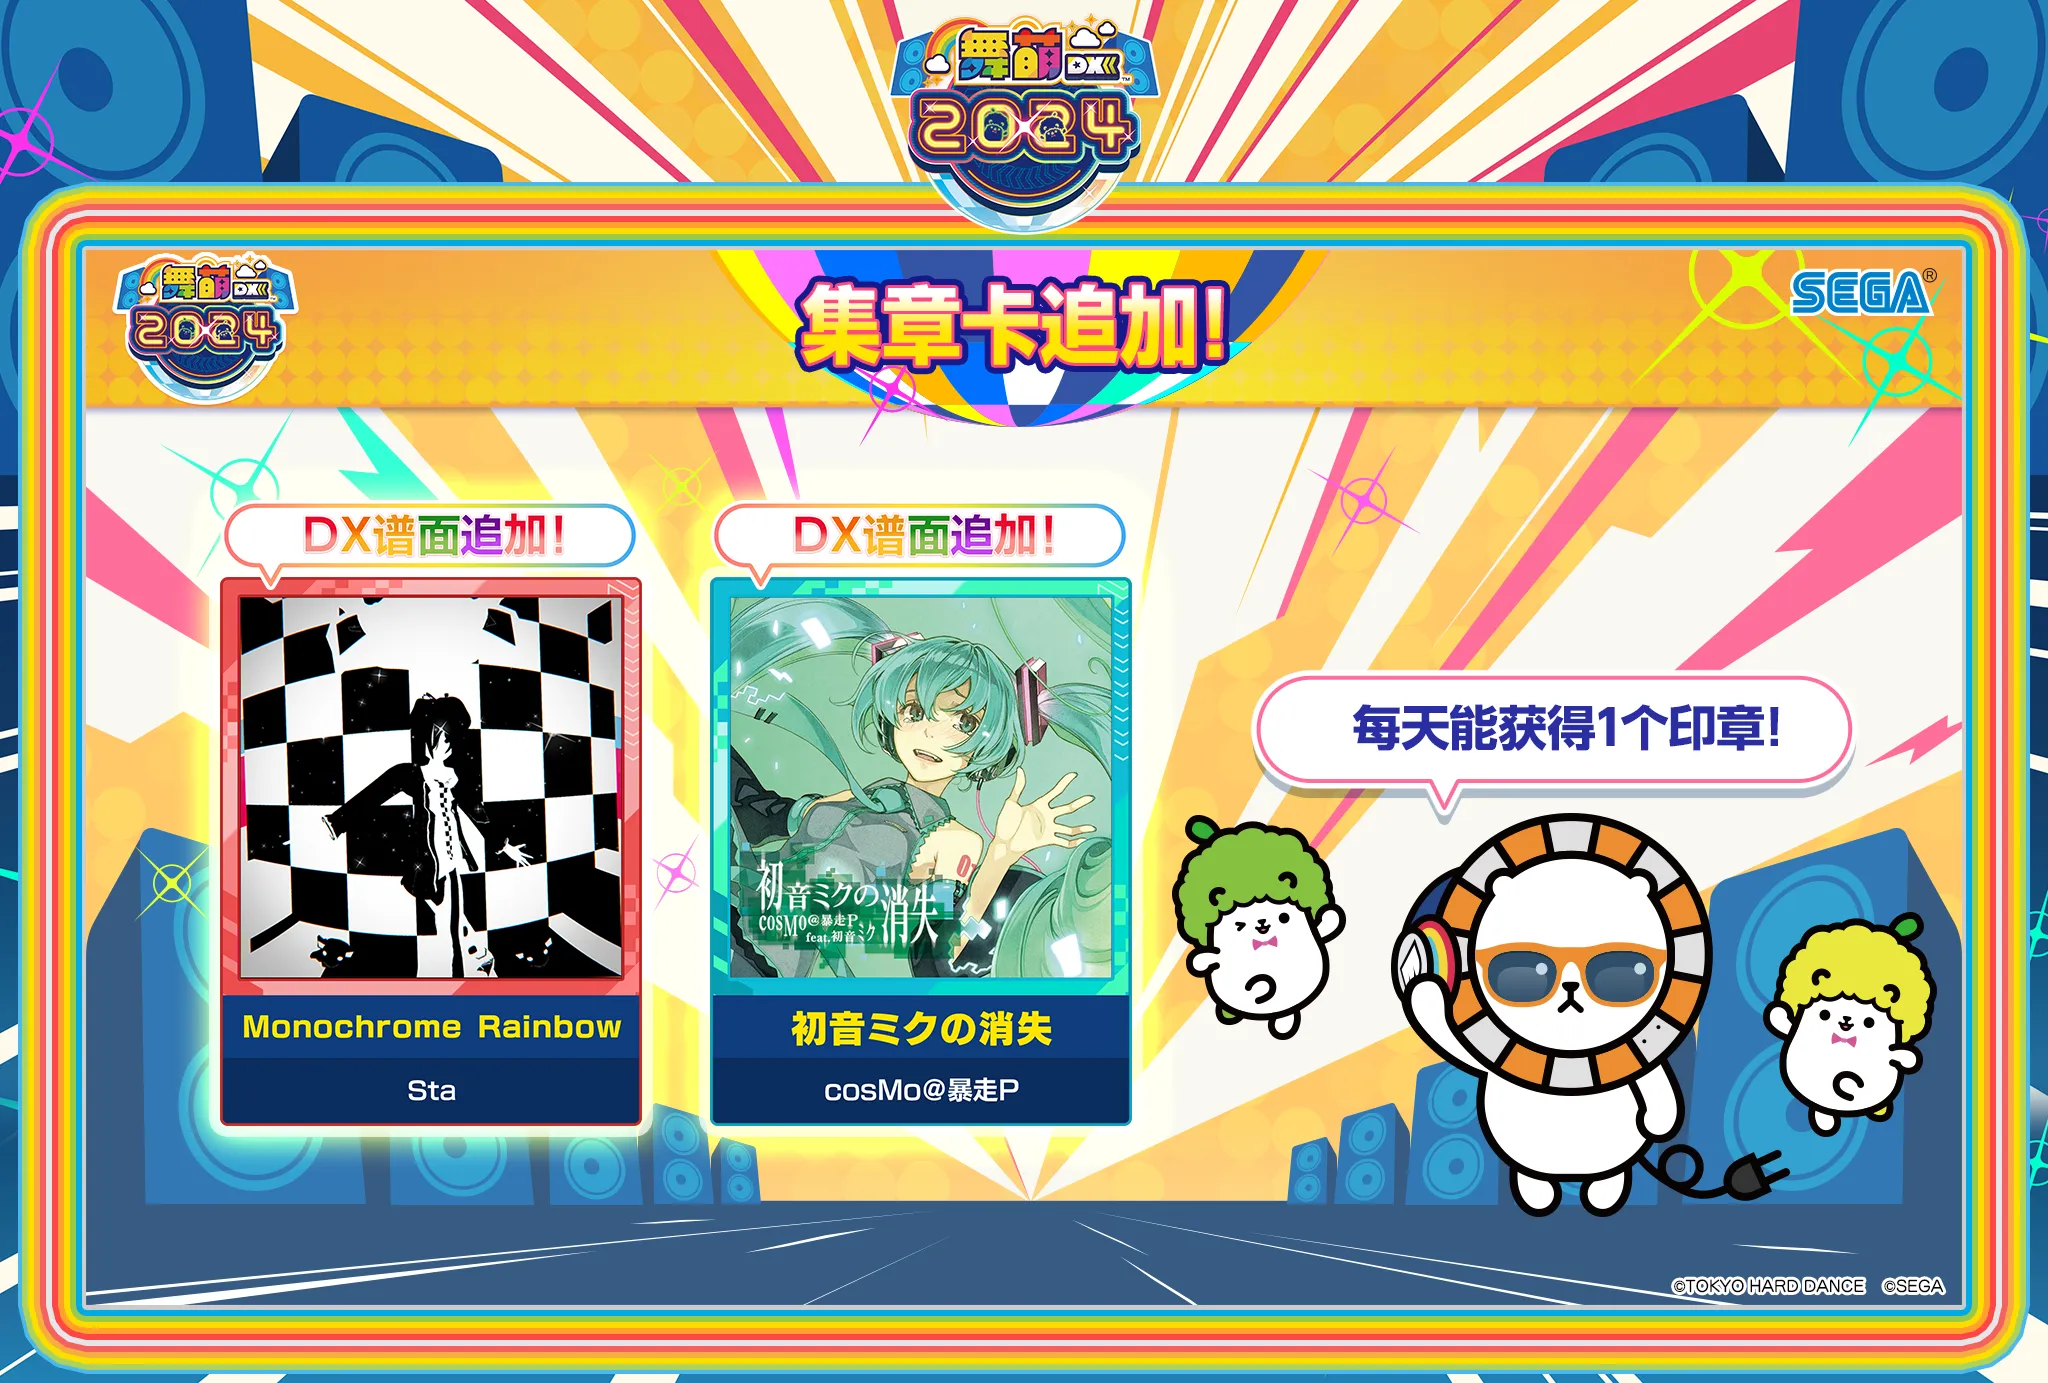 舞萌DX
2024
舞萌DX
2024
集章卡追加!
SEGA®
DX谱面追加!
DX谱面追加!
初音ミクの消失
cosMo@暴走P
feat.初音ミク
01
Monochrome Rainbow
Sta
初音ミクの消失
cosMo@暴走P
每天能获得1个印章!
©TOKYO HARD DANCE ©SEGA